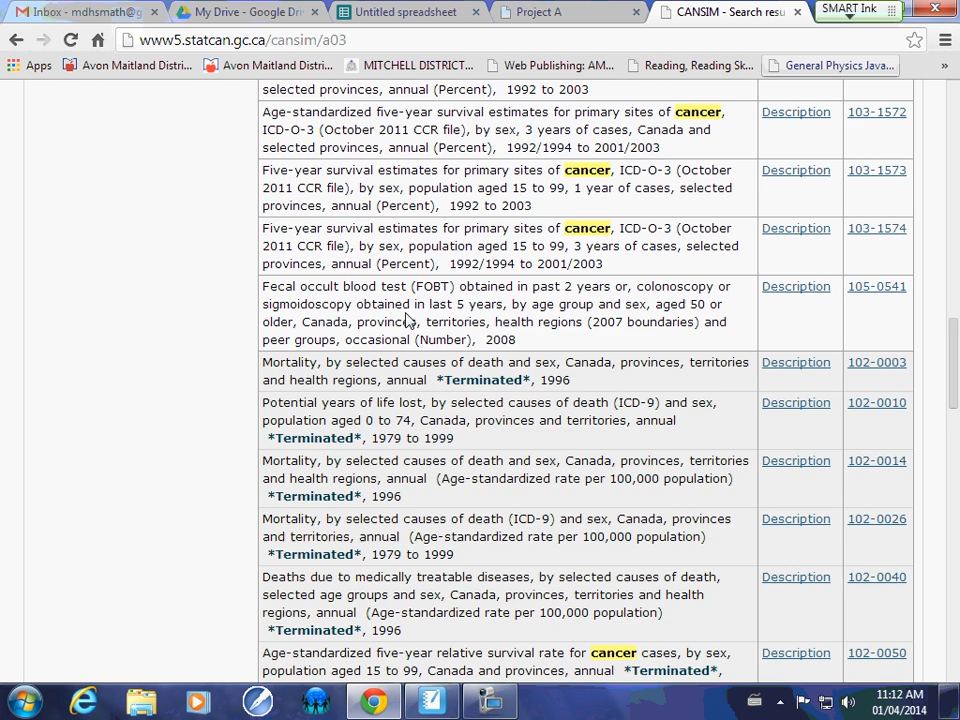 Inbox - mdhsmath@g
My Drive - Google Dri
Untitled spreadsheet
Project A
CANSIM - Search resu
SMART Ink
www5.statcan.gc.ca/cansim/a03
Apps
Avon Maitland Distri...
Avon Maitland Distri...
MITCHELL DISTRICT...
Web Publishing: AM...
Reading, Reading Sk...
General Physics Java...
»
selected provinces, annual (Percent), 1992 to 2003
Age-standardized five-year survival estimates for primary sites of cancer, Description 103-1572
ICD-O-3 (October 2011 CCR file), by sex, 3 years of cases, Canada and
selected provinces, annual (Percent) 1992/1994 to 2001/2003
Five-year survival estimates for primary sites of cancer, ICD-O-3 (October Description 103-1573
2011 CCR file), by sex, population aged 15 to 99, 1 year of cases, selected
provinces, annual (Percent), 1992 to 2003
Five-year survival estimates for primary sites of cancer, ICD-O-3 (October Description 103-1574
2011 CCR file), by sex, population aged 15 to 99, 3 years of cases, selected
provinces, annual (Percent), 1992/1994 to 2001/2003
Fecal occult blood test (FOBT) obtained in past 2 years or, colonoscopy or Description 105-0541
sigmoidoscopy obtained in last 5 years, by age group and sex, aged 50 or
older, Canada, provinces, territories, health regions (2007 boundaries) and
peer groups, occasional (Number), 2008
Mortality, by selected causes of death and sex, Canada, provinces, territories Description 102-0003
and health regions, annual *Terminated*, 1996
Potential years of life lost, by selected causes of death (ICD-9) and sex, Description 102-0010
population aged 0 to 74, Canada, provinces and territories, annual
*Terminated*, 1979 to 1999
Mortality, by selected causes of death and sex, Canada, provinces, territories Description 102-0014
and health regions, annual (Age-standardized rate per 100,000 population)
*Terminated*, 1996
Mortality, by selected causes of death (ICD-9) and sex, Canada, provinces Description 102-0026
and territories, annual (Age-standardized rate per 100,000 population)
*Terminated*, 1979 to 1999
Deaths due to medically treatable diseases, by selected causes of death, Description 102-0040
selected age groups and sex, Canada, provinces, territories and health
regions, annual (Age-standardized rate per 100,000 population)
*Terminated*, 1996
Age-standardized five-year relative survival rate for cancer cases, by sex, Description 102-0050
population aged 15 to 99, Canada and provinces, annual *Terminated*,
11:12 AM
01/04/2014